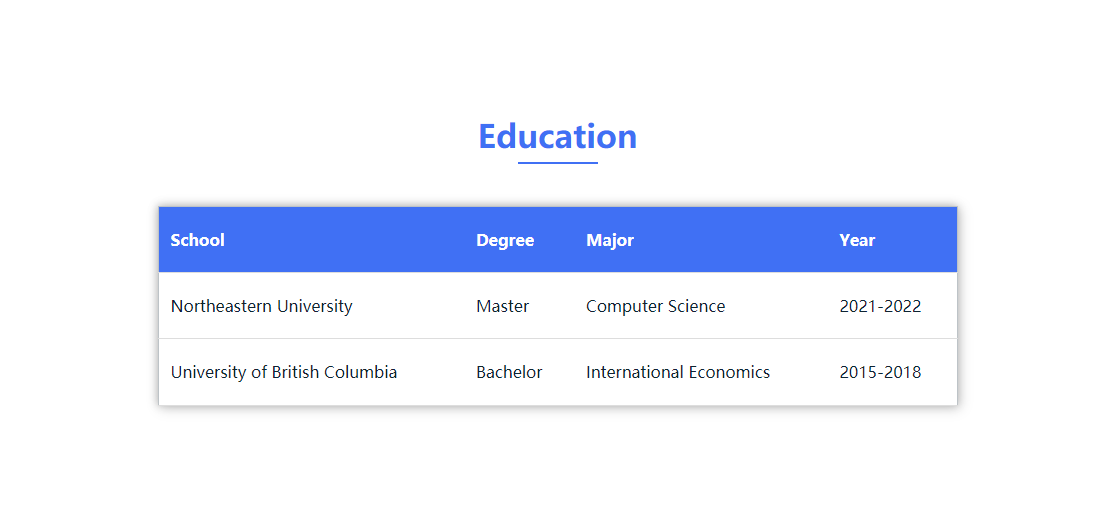 Education
School Degree Major Year
Northeastern University Master Computer Science 2021-2022
University of British Columbia Bachelor International Economics 2015-2018